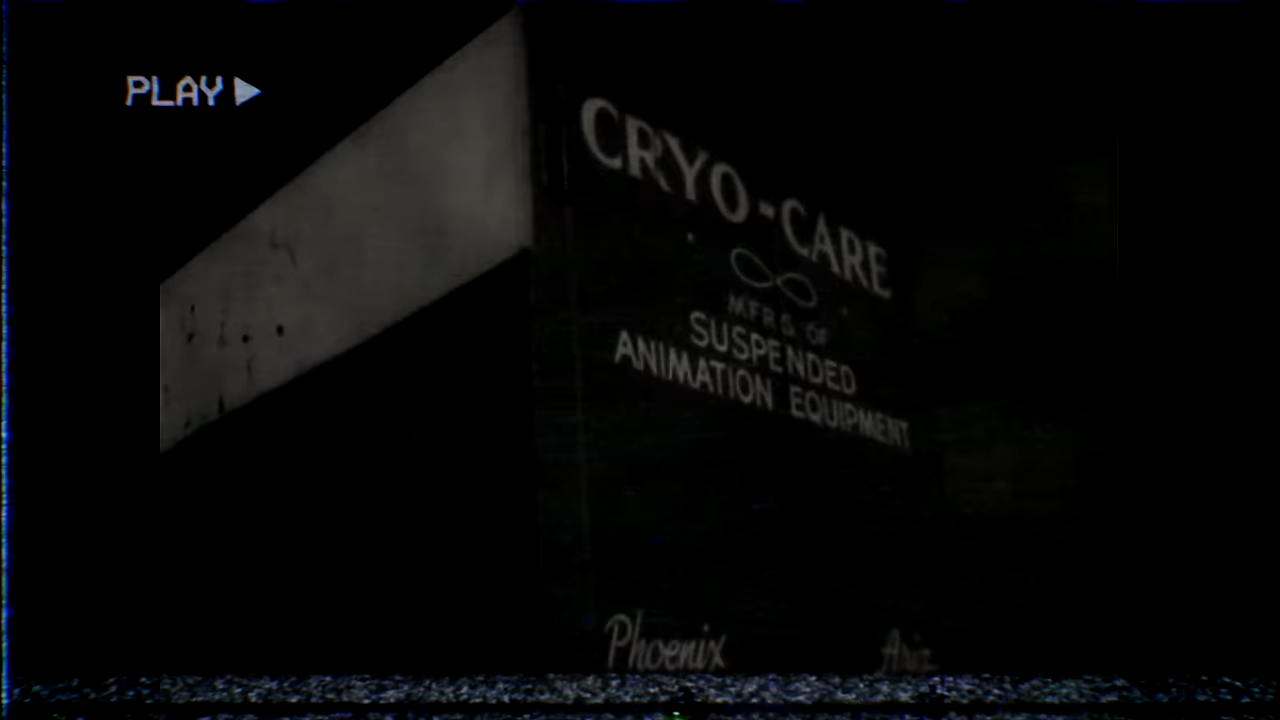 PLAY
CRYO-CARE
MFRS. OF
SUSPENDED
ANIMATION EQUIPMENT
Phoenix Ariz